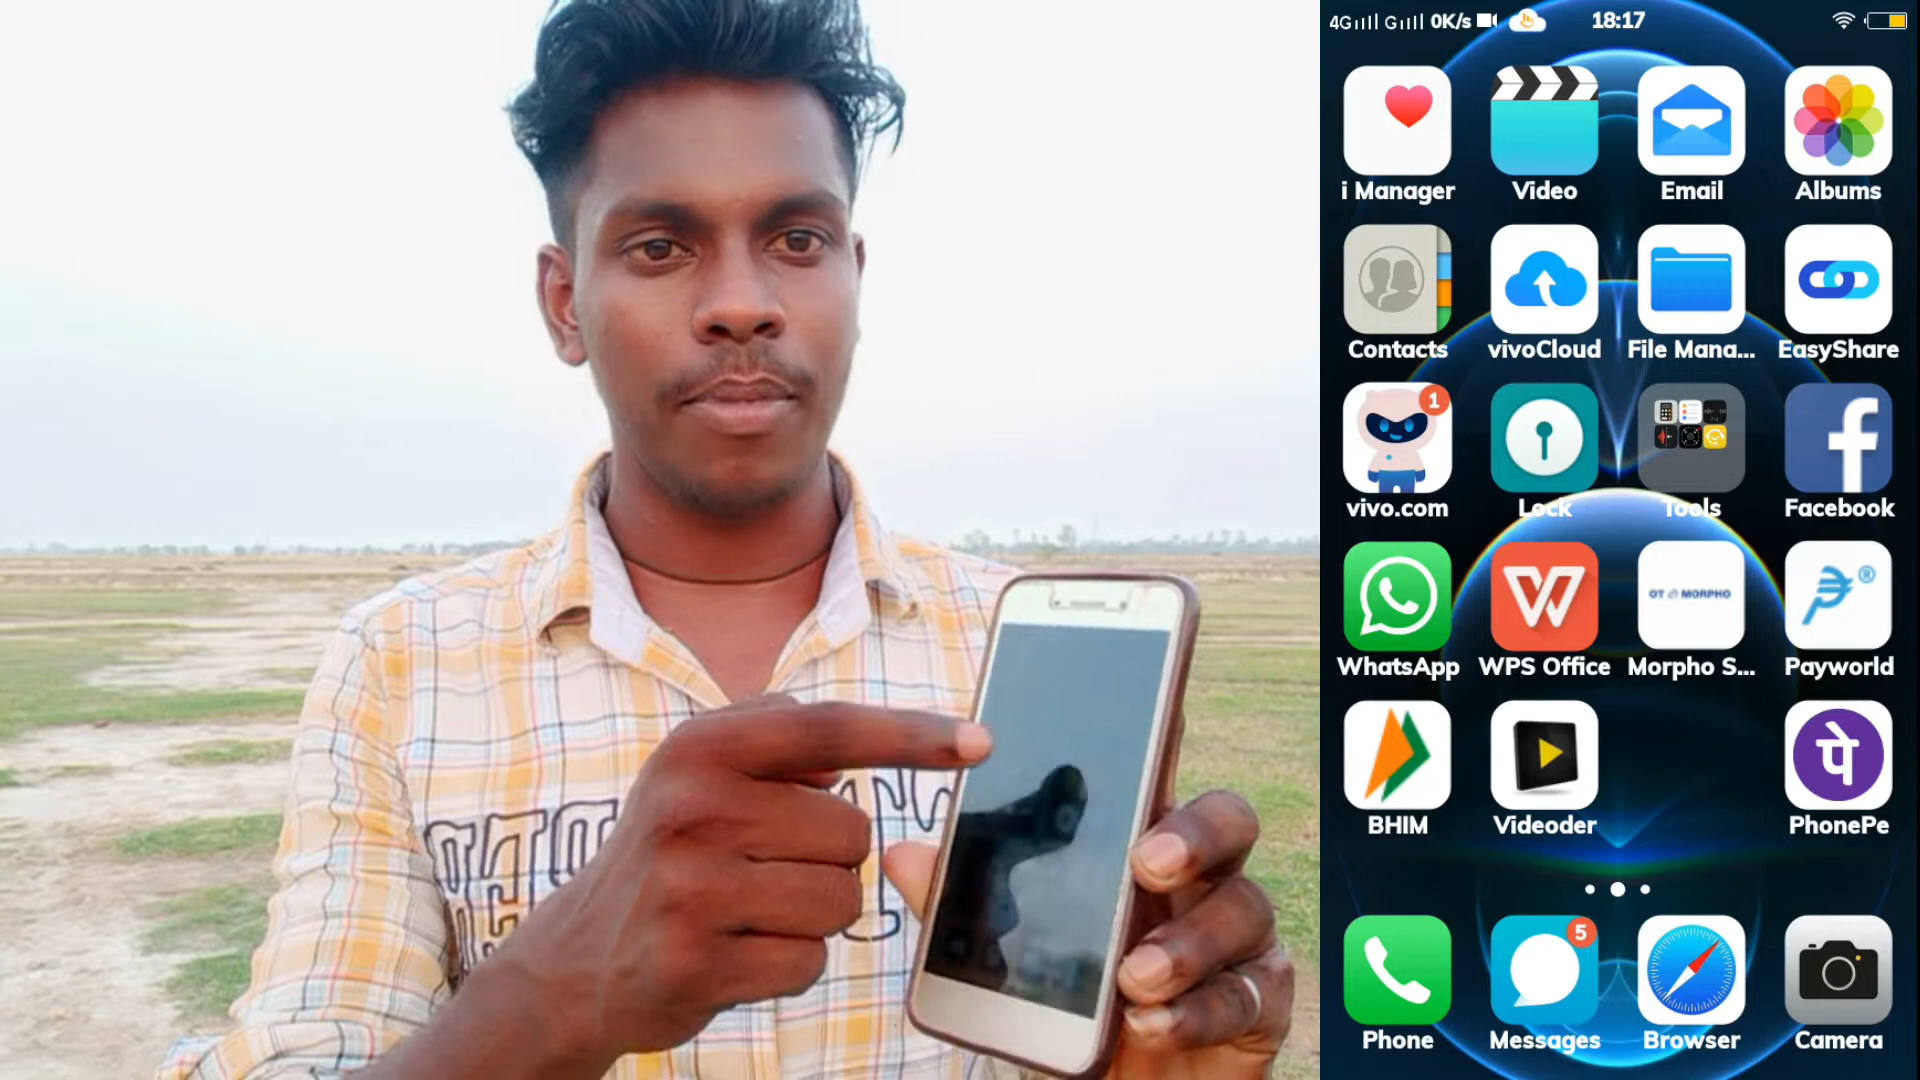 4G G 0K/s 18:17
i Manager Video Email Albums
Contacts vivoCloud File Mana... EasyShare
1
vivo.com Lock Tools Facebook
OT MORPHO ®
WhatsApp WPS Office Morpho S... Payworld
पे
BHIM Videoder PhonePe
5
Phone Messages Browser Camera